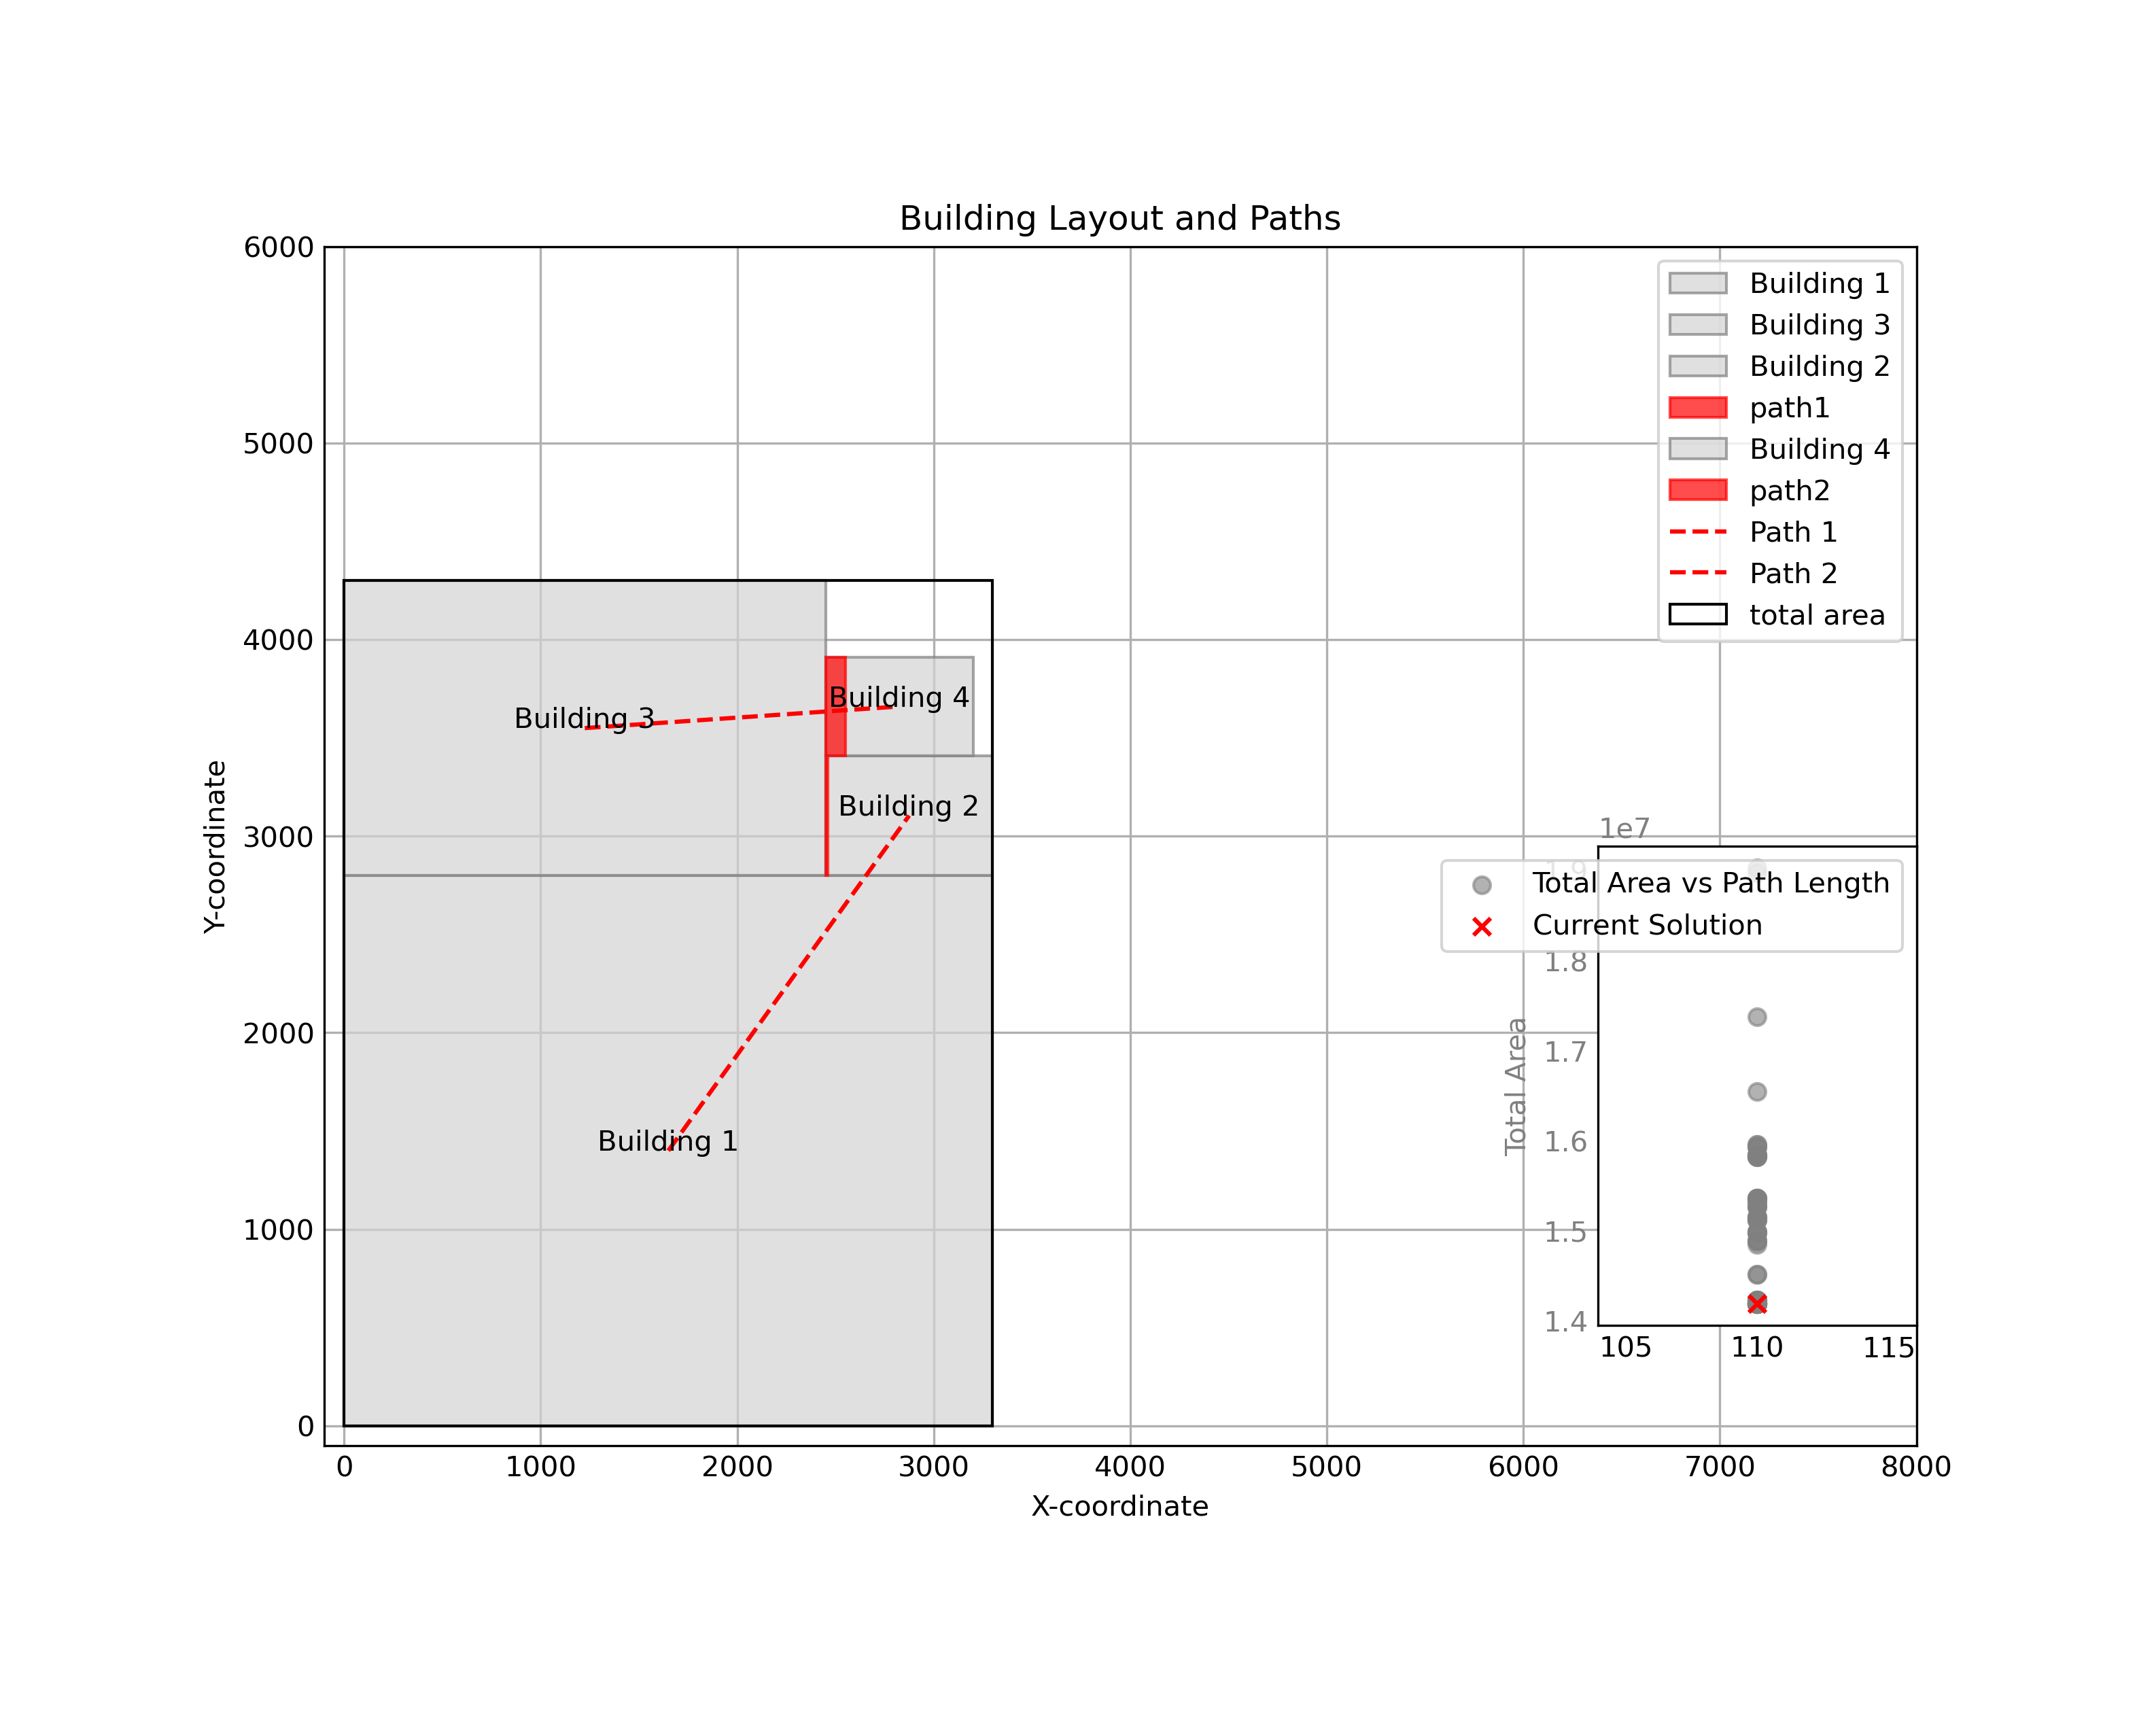 Building Layout and Paths
6000
5000
4000
3000
2000
1000
0
Y-coordinate
0
1000
2000
3000
4000
5000
6000
7000
8000
X-coordinate
Building 1
Building 3
Building 2
path1
Building 4
path2
Path 1
Path 2
total area
Building 4
Building 3
Building 2
Building 1
1e7
1.9
Total Area vs Path Length
Current Solution
1.8
1.7
1.6
1.5
1.4
Total Area
105
110
115